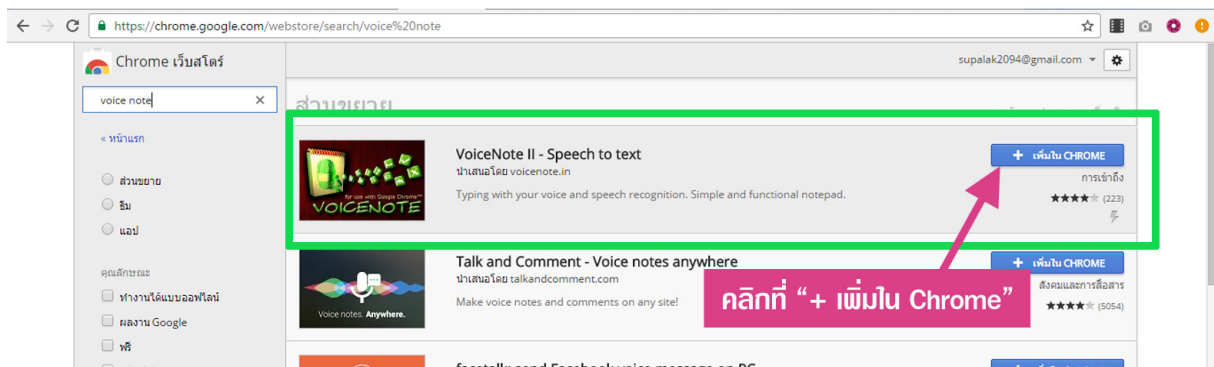 https://chrome.google.com/webstore/search/voice%20note
Chrome เว็บสโตร์
supalak2094@gmail.com
voice note
ส่วนขยาย
« หน้าแรก
ส่วนขยาย
ธีม
แอป
คุณลักษณะ
ทำงานได้แบบออฟไลน์
ผลงาน Google
ฟรี
for use with Google Chrome™
VOICENOTE
VoiceNote II - Speech to text
นำเสนอโดย voicenote.in
Typing with your voice and speech recognition. Simple and functional notepad.
+ เพิ่มใน CHROME
การเข้าถึง
(223)
Voice notes. Anywhere.
Talk and Comment - Voice notes anywhere
นำเสนอโดย talkandcomment.com
Make voice notes and comments on any site!
+ เพิ่มใน CHROME
สังคมและการสื่อสาร
(5054)
คลิกที่ “+ เพิ่มใน Chrome”